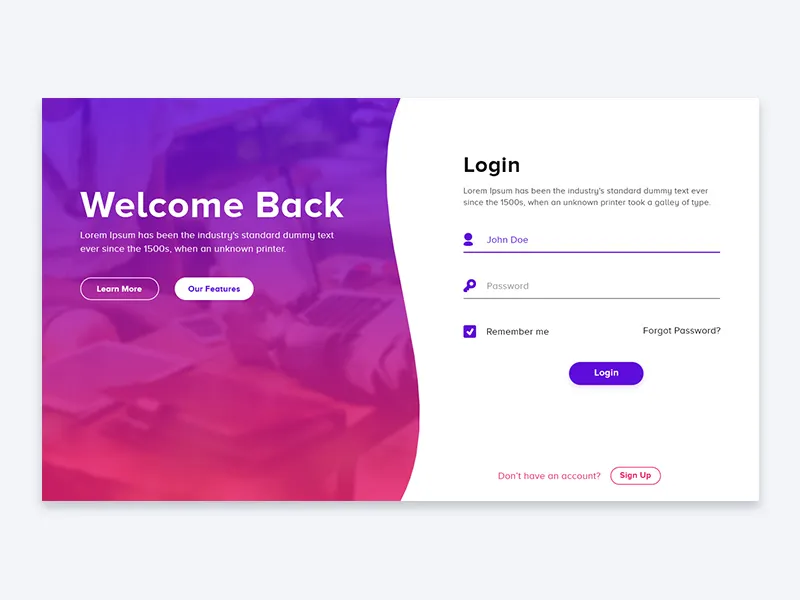 Welcome Back
Lorem Ipsum has been the industry's standard dummy text
ever since the 1500s, when an unknown printer.
Learn More
Our Features
Login
Lorem Ipsum has been the industry's standard dummy text ever
since the 1500s, when an unknown printer took a galley of type.
John Doe
Password
Remember me
Forgot Password?
Login
Don't have an account?
Sign Up